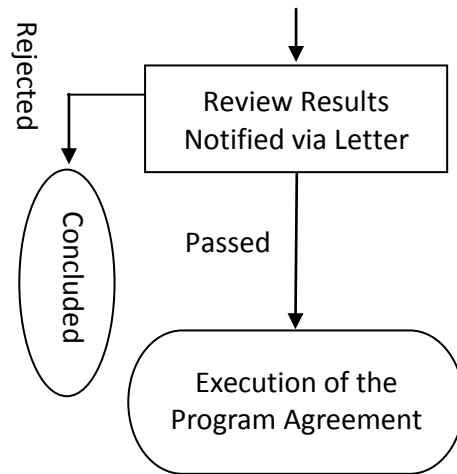 Rejected
Review Results
Notified via Letter
Concluded
Passed
Execution of the
Program Agreement